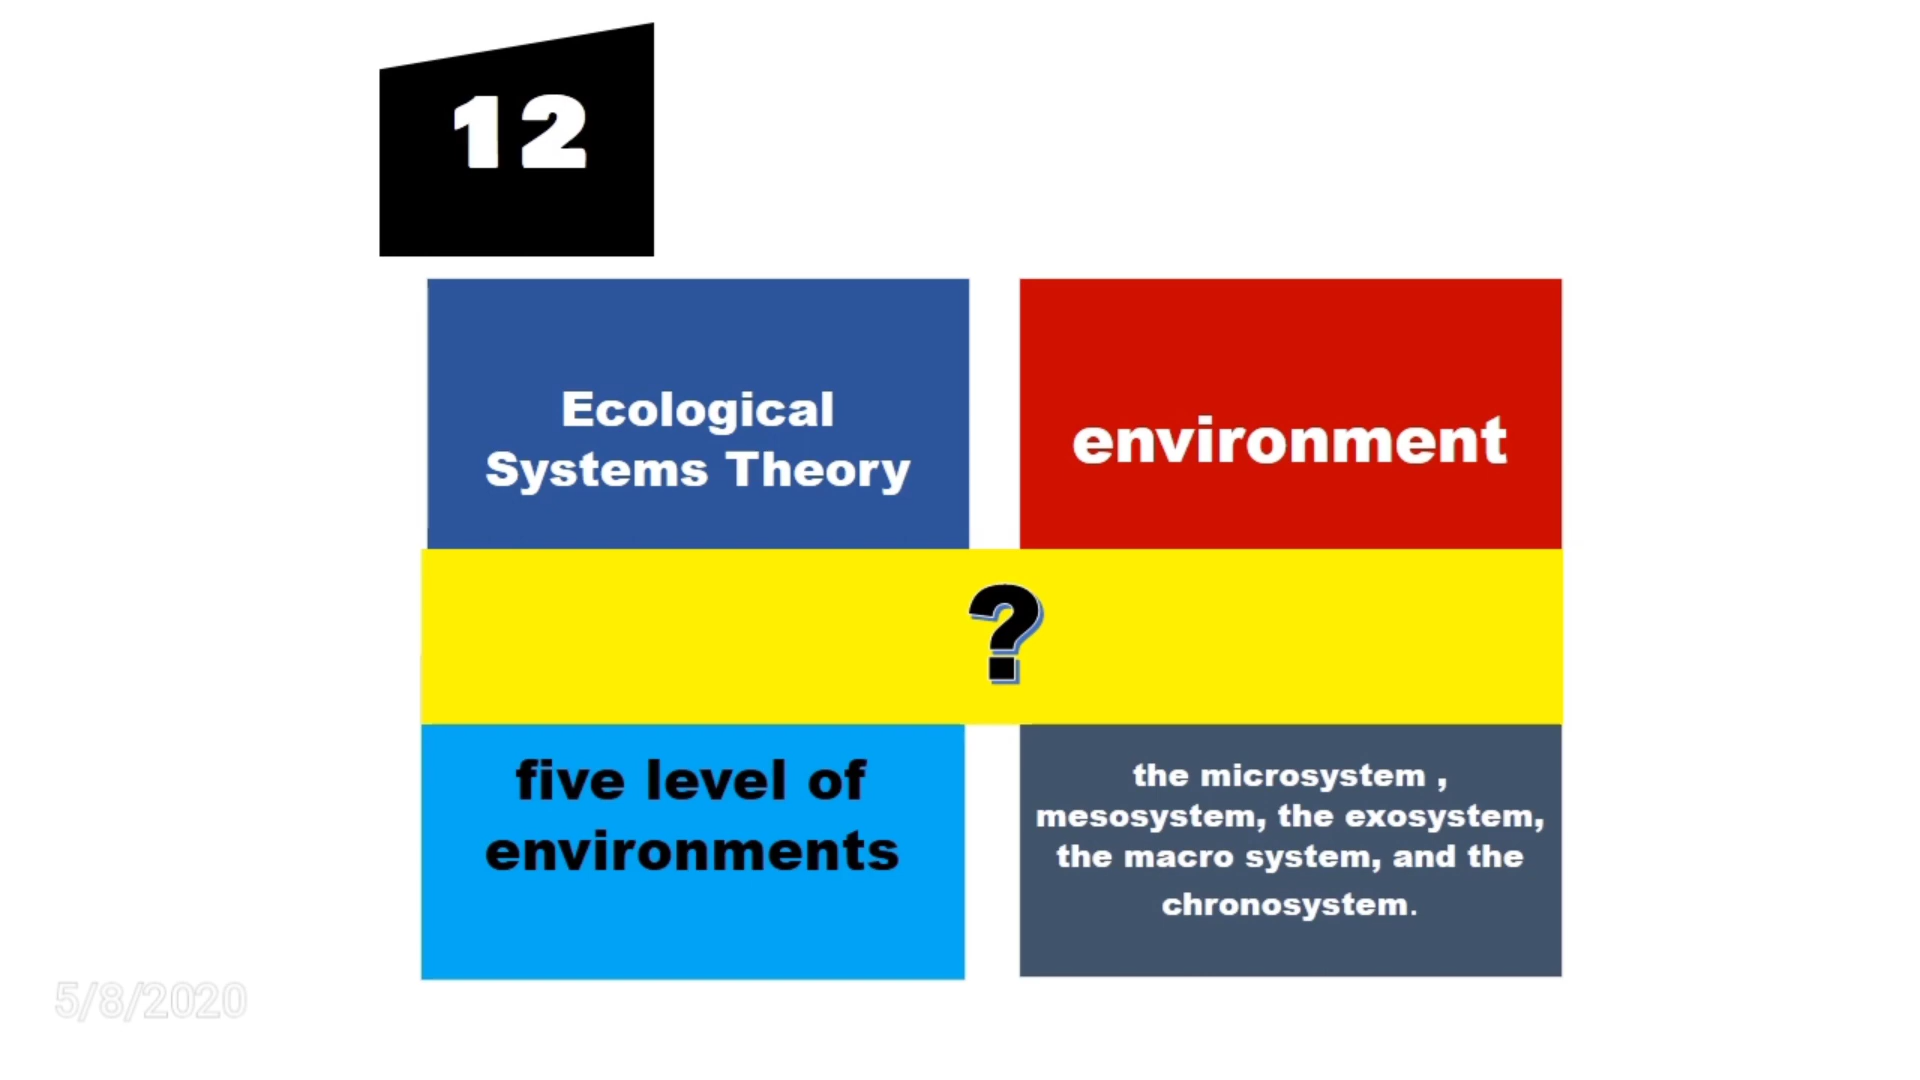 12
Ecological
Systems Theory
environment
?
five level of
environments
the microsystem ,
mesosystem, the exosystem,
the macro system, and the
chronosystem.
5/8/2020